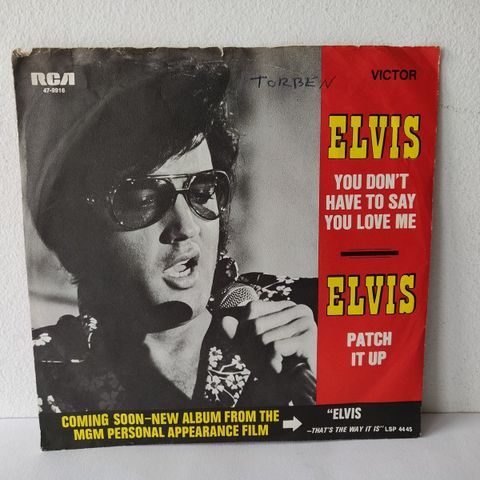 RCA
47-9916
TORBEN
VICTOR
ELVIS
YOU DON'T
HAVE TO SAY
YOU LOVE ME
ELVIS
PATCH
IT UP
COMING SOON–NEW ALBUM FROM THE
MGM PERSONAL APPEARANCE FILM
"ELVIS
–THAT'S THE WAY IT IS" LSP 4445